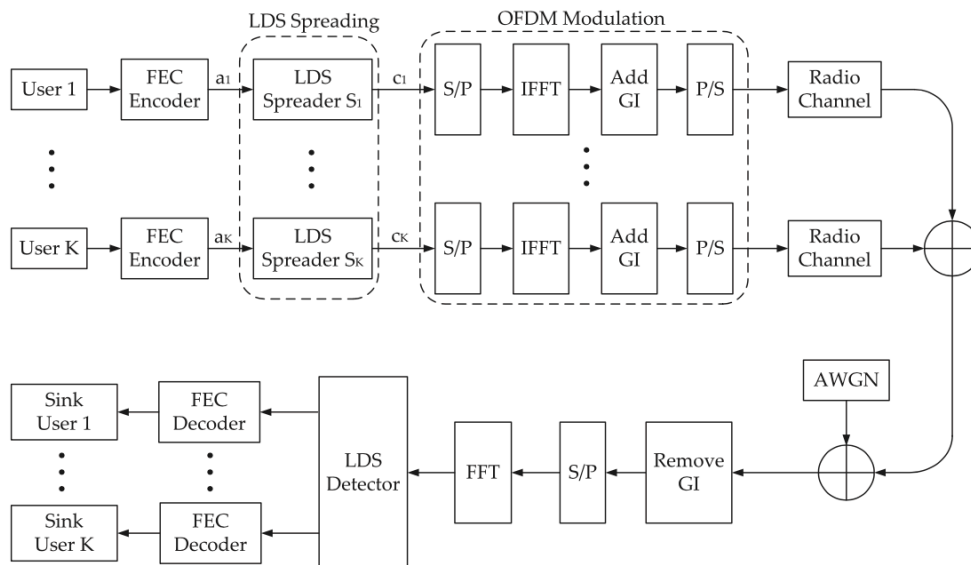 LDS Spreading
OFDM Modulation
User 1
FEC
Encoder
a1
LDS
Spreader S1
c1
S/P
IFFT
Add
GI
P/S
Radio
Channel
User K
FEC
Encoder
aK
LDS
Spreader SK
cK
S/P
IFFT
Add
GI
P/S
Radio
Channel
AWGN
Sink
User 1
FEC
Decoder
LDS
Detector
FFT
S/P
Remove
GI
Sink
User K
FEC
Decoder